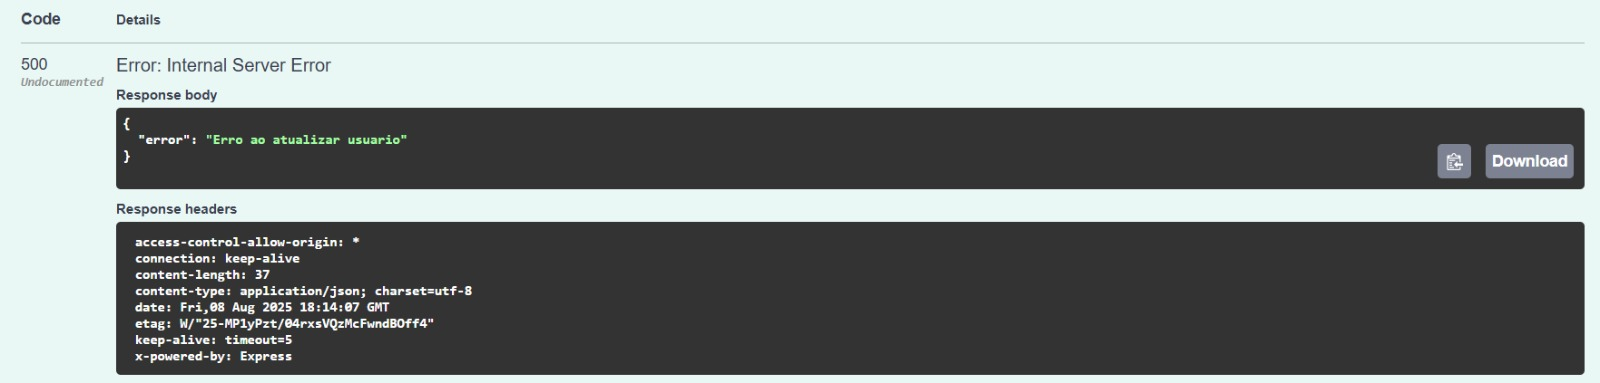 Code Details
500 Error: Internal Server Error
Undocumented
Response body
{
"error": "Erro ao atualizar usuario"
}
Download
Response headers
access-control-allow-origin: *
connection: keep-alive
content-length: 37
content-type: application/json; charset=utf-8
date: Fri,08 Aug 2025 18:14:07 GMT
etag: W/"25-MP1yPzt/04rxsVQzMcFwndBOff4"
keep-alive: timeout=5
x-powered-by: Express